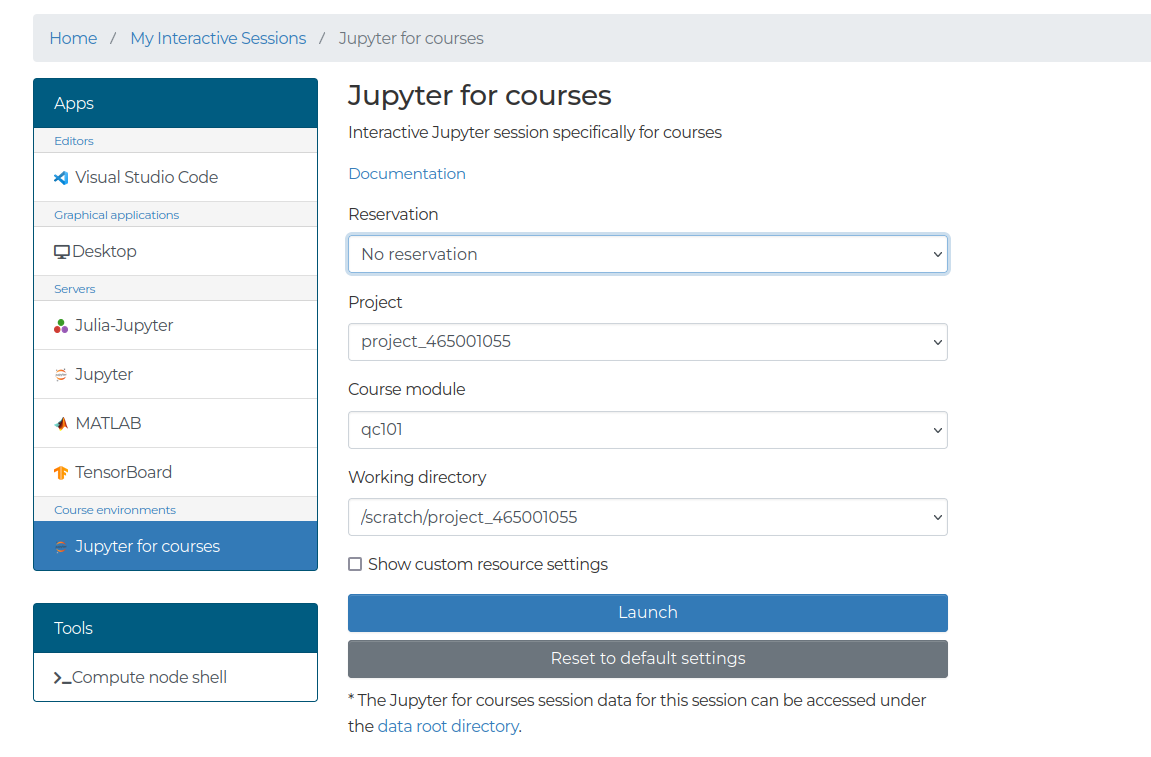 Home / My Interactive Sessions / Jupyter for courses
Apps
Editors
Visual Studio Code
Graphical applications
Desktop
Servers
Julia-Jupyter
Jupyter
MATLAB
TensorBoard
Course environments
Jupyter for courses
Tools
Compute node shell
Jupyter for courses
Interactive Jupyter session specifically for courses
Documentation
Reservation
No reservation
Project
project_465001055
Course module
qc101
Working directory
/scratch/project_465001055
Show custom resource settings
Launch
Reset to default settings
* The Jupyter for courses session data for this session can be accessed under
the data root directory.